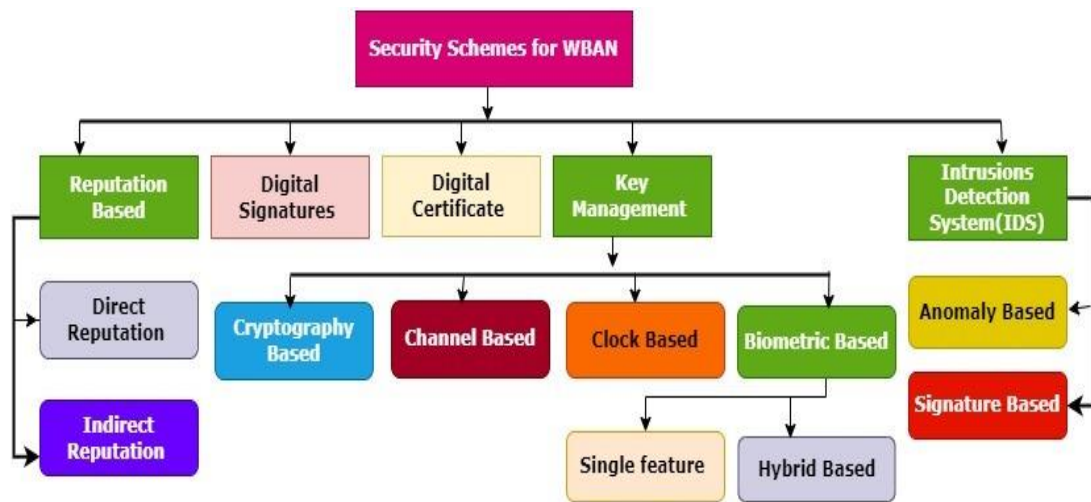 Security Schemes for WBAN
Reputation
Based
Digital
Signatures
Digital
Certificate
Key
Management
Intrusions
Detection
System(IDS)
Direct
Reputation
Indirect
Reputation
Cryptography
Based
Channel Based
Clock Based
Biometric Based
Single feature
Hybrid Based
Anomaly Based
Signature Based